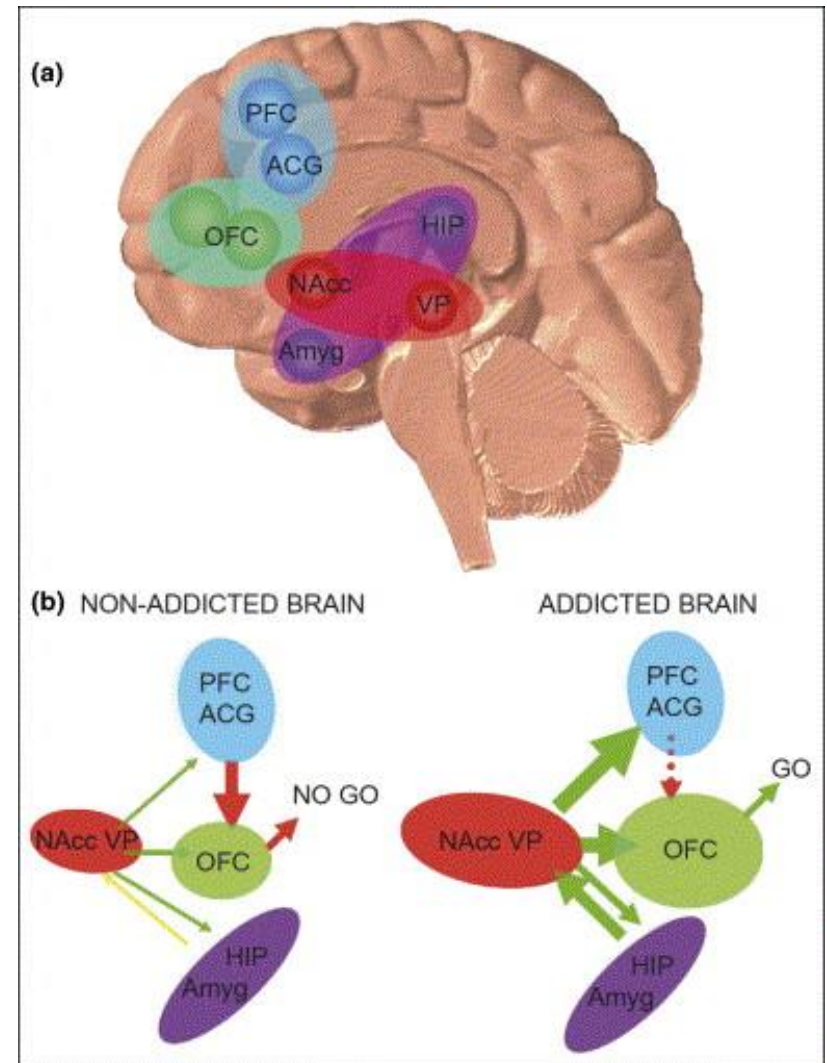 (a)
PFC
ACG
OFC
HIP
NAcc
VP
Amyg
(b) NON-ADDICTED BRAIN
ADDICTED BRAIN
PFC
ACG
NO GO
NAcc VP
OFC
HIP
Amyg
PFC
ACG
GO
NAcc VP
OFC
HIP
Amyg